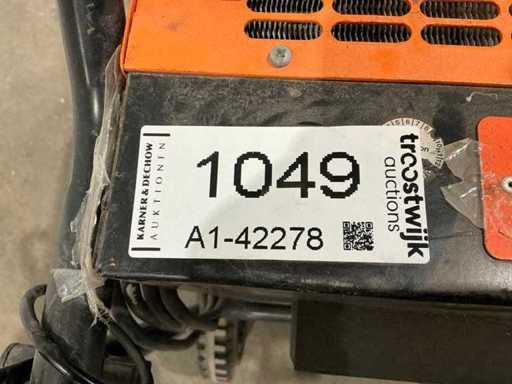 KARNER & DECHOW
AUKTIONEN
1049
A1-42278
troostwijk
auctions